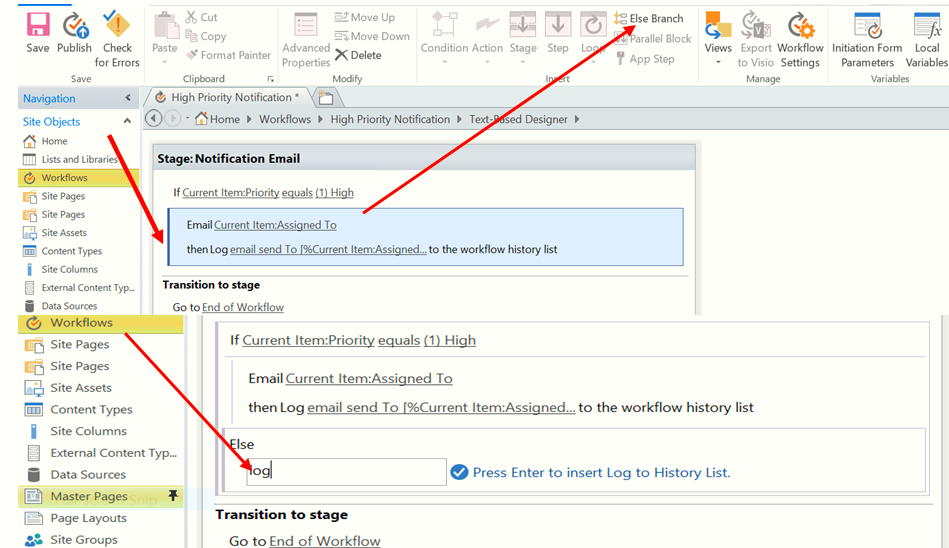 Save
Publish
Check
for Errors
Save
Paste
Cut
Copy
Format Painter
Clipboard
Advanced
Properties
Move Up
Move Down
Delete
Modify
Condition
Action
Stage
Step
Loop
Else Branch
Parallel Block
App Step
Insert
Views
Export
to Visio
Workflow
Settings
Manage
Initiation Form
Parameters
Local
Variables
Variables
Navigation
Site Objects
Home
Lists and Libraries
Workflows
Site Pages
Site Pages
Site Assets
Content Types
Site Columns
External Content Typ...
Data Sources
High Priority Notification *
Home
Workflows
High Priority Notification
Text-Based Designer
Stage: Notification Email
If Current Item:Priority equals (1) High
Email Current Item:Assigned To
then Log email send To [%Current Item:Assigned... to the workflow history list
Transition to stage
Go to End of Workflow
Workflows
Site Pages
Site Pages
Site Assets
Content Types
Site Columns
External Content Typ...
Data Sources
Master Pages
Page Layouts
Site Groups
If Current Item:Priority equals (1) High
Email Current Item:Assigned To
then Log email send To [%Current Item:Assigned... to the workflow history list
Else
log
Press Enter to insert Log to History List.
Transition to stage
Go to End of Workflow